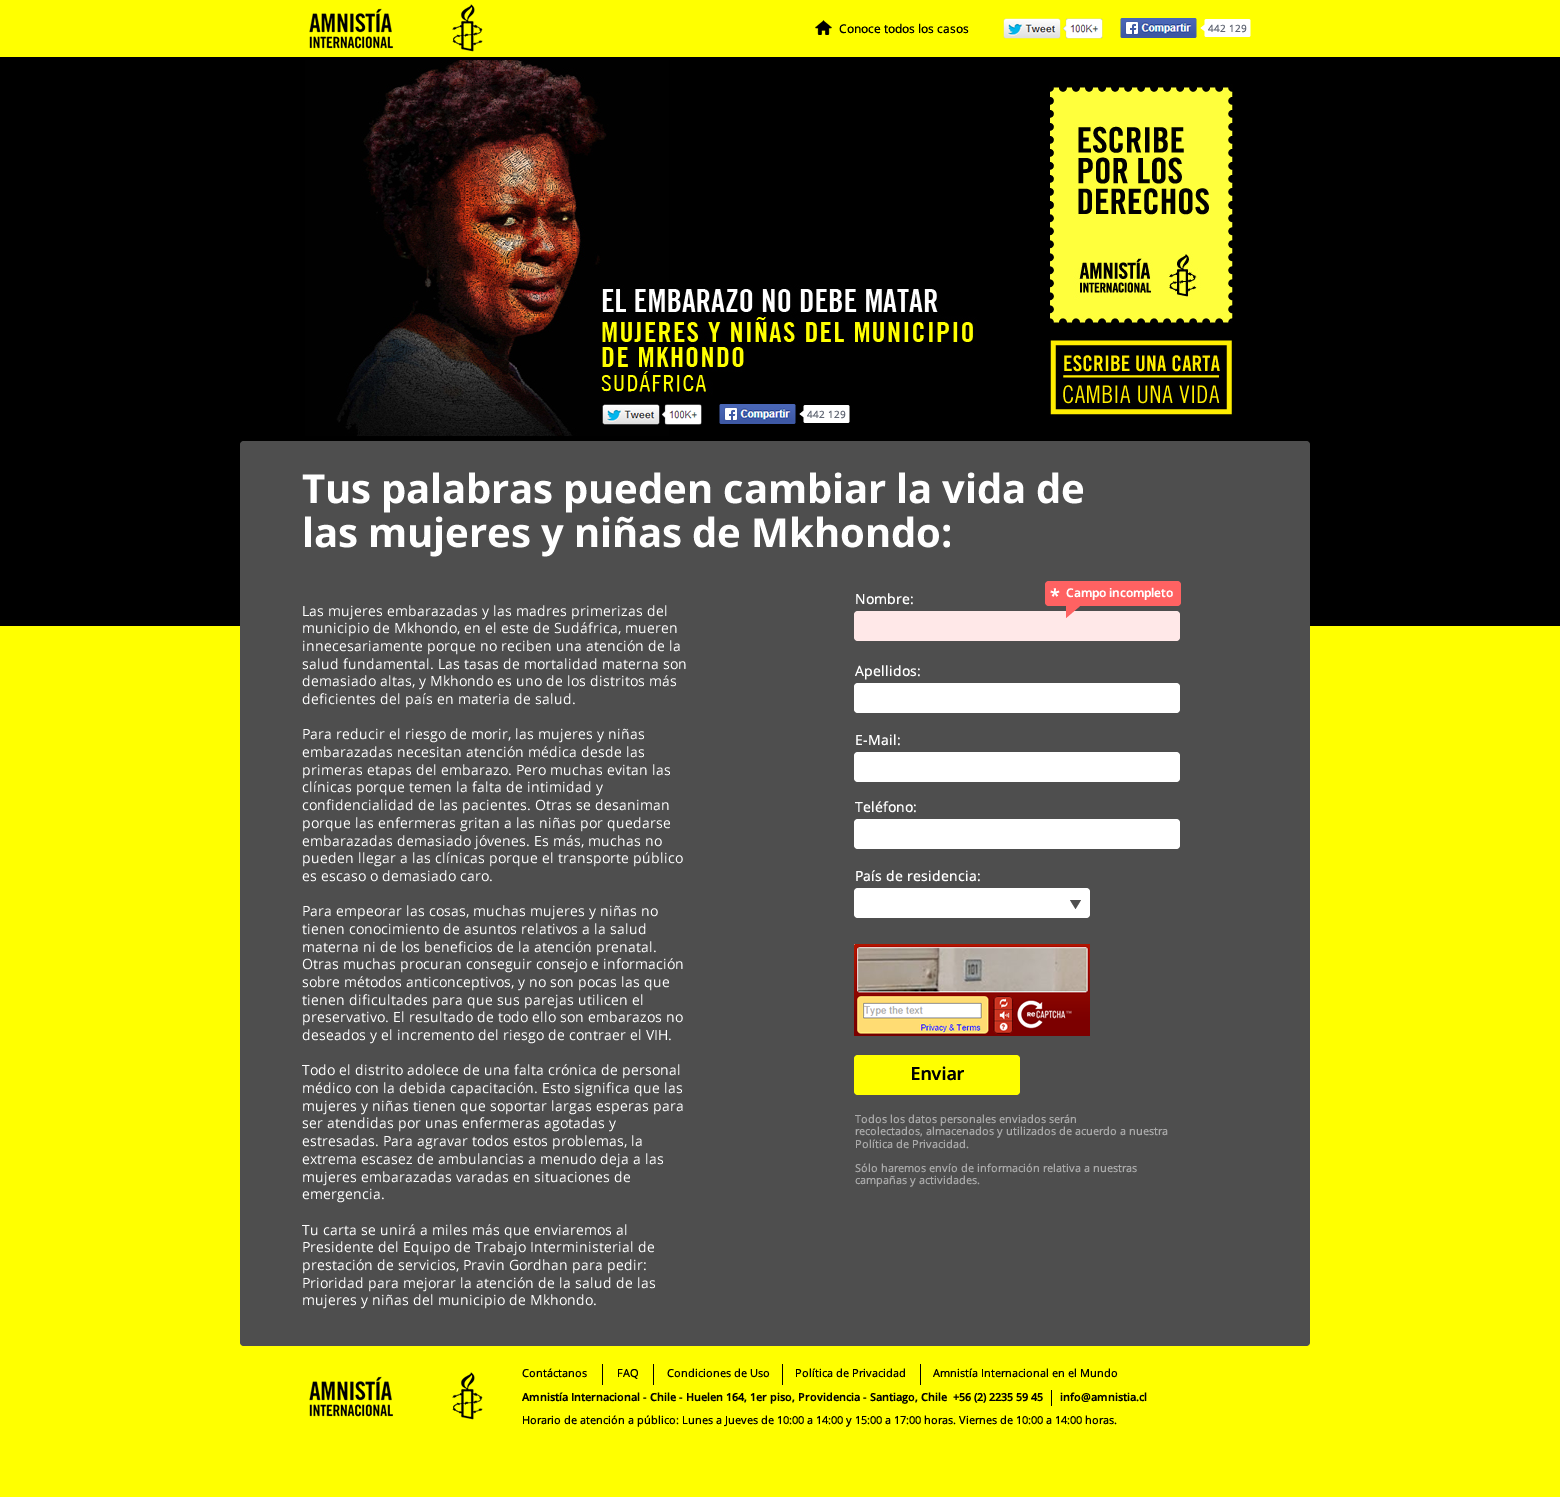 AMNISTÍA
INTERNACIONAL
Conoce todos los casos
Tweet
100K+
Compartir
442 129
ESCRIBE
POR LOS
DERECHOS
AMNISTÍA
INTERNACIONAL
EL EMBARAZO NO DEBE MATAR
MUJERES Y NIÑAS DEL MUNICIPIO
DE MKHONDO
SUDÁFRICA
Tweet
100K+
Compartir
442 129
ESCRIBE UNA CARTA
CAMBIA UNA VIDA
Tus palabras pueden cambiar la vida de
las mujeres y niñas de Mkhondo:
Las mujeres embarazadas y las madres primerizas del
municipio de Mkhondo, en el este de Sudáfrica, mueren
innecesariamente porque no reciben una atención de la
salud fundamental. Las tasas de mortalidad materna son
demasiado altas, y Mkhondo es uno de los distritos más
deficientes del país en materia de salud.
Para reducir el riesgo de morir, las mujeres y niñas
embarazadas necesitan atención médica desde las
primeras etapas del embarazo. Pero muchas evitan las
clínicas porque temen la falta de intimidad y
confidencialidad de las pacientes. Otras se desaniman
porque las enfermeras gritan a las niñas por quedarse
embarazadas demasiado jóvenes. Es más, muchas no
pueden llegar a las clínicas porque el transporte público
es escaso o demasiado caro.
Para empeorar las cosas, muchas mujeres y niñas no
tienen conocimiento de asuntos relativos a la salud
materna ni de los beneficios de la atención prenatal.
Otras muchas procuran conseguir consejo e información
sobre métodos anticonceptivos, y no son pocas las que
tienen dificultades para que sus parejas utilicen el
preservativo. El resultado de todo ello son embarazos no
deseados y el incremento del riesgo de contraer el VIH.
Todo el distrito adolece de una falta crónica de personal
médico con la debida capacitación. Esto significa que las
mujeres y niñas tienen que soportar largas esperas para
ser atendidas por unas enfermeras agotadas y
estresadas. Para agravar todos estos problemas, la
extrema escasez de ambulancias a menudo deja a las
mujeres embarazadas varadas en situaciones de
emergencia.
Tu carta se unirá a miles más que enviaremos al
Presidente del Equipo de Trabajo Interministerial de
prestación de servicios, Pravin Gordhan para pedir:
Prioridad para mejorar la atención de la salud de las
mujeres y niñas del municipio de Mkhondo.
* Campo incompleto
Nombre:
Apellidos:
E-Mail:
Teléfono:
País de residencia:
101
Type the text
Privacy & Terms
reCAPTCHA™
Enviar
Todos los datos personales enviados serán
recolectados, almacenados y utilizados de acuerdo a nuestra
Política de Privacidad.
Sólo haremos envío de información relativa a nuestras
campañas y actividades.
AMNISTÍA
INTERNACIONAL
Contáctanos | FAQ | Condiciones de Uso | Política de Privacidad | Amnistía Internacional en el Mundo
Amnistía Internacional - Chile - Huelen 164, 1er piso, Providencia - Santiago, Chile +56 (2) 2235 59 45 | info@amnistia.cl
Horario de atención a público: Lunes a Jueves de 10:00 a 14:00 y 15:00 a 17:00 horas. Viernes de 10:00 a 14:00 horas.